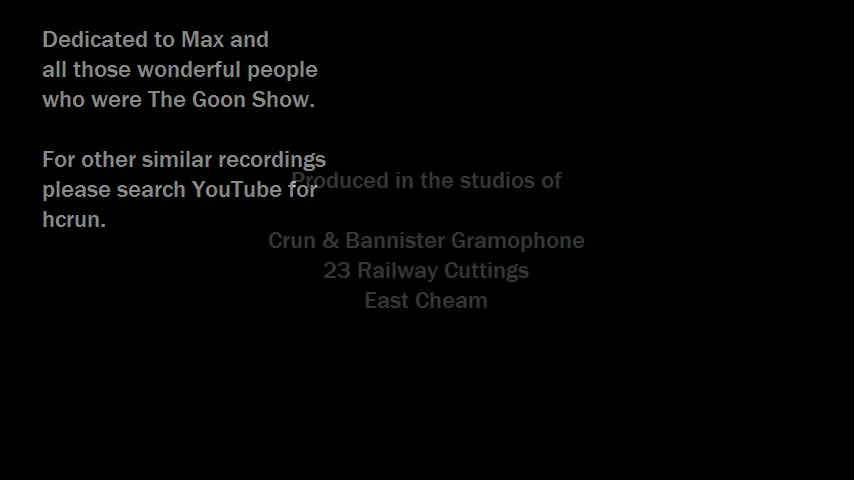 Dedicated to Max and
all those wonderful people
who were The Goon Show.
For other similar recordings
please search YouTube for
hcrun.
Produced in the studios of
Crun & Bannister Gramophone
23 Railway Cuttings
East Cheam